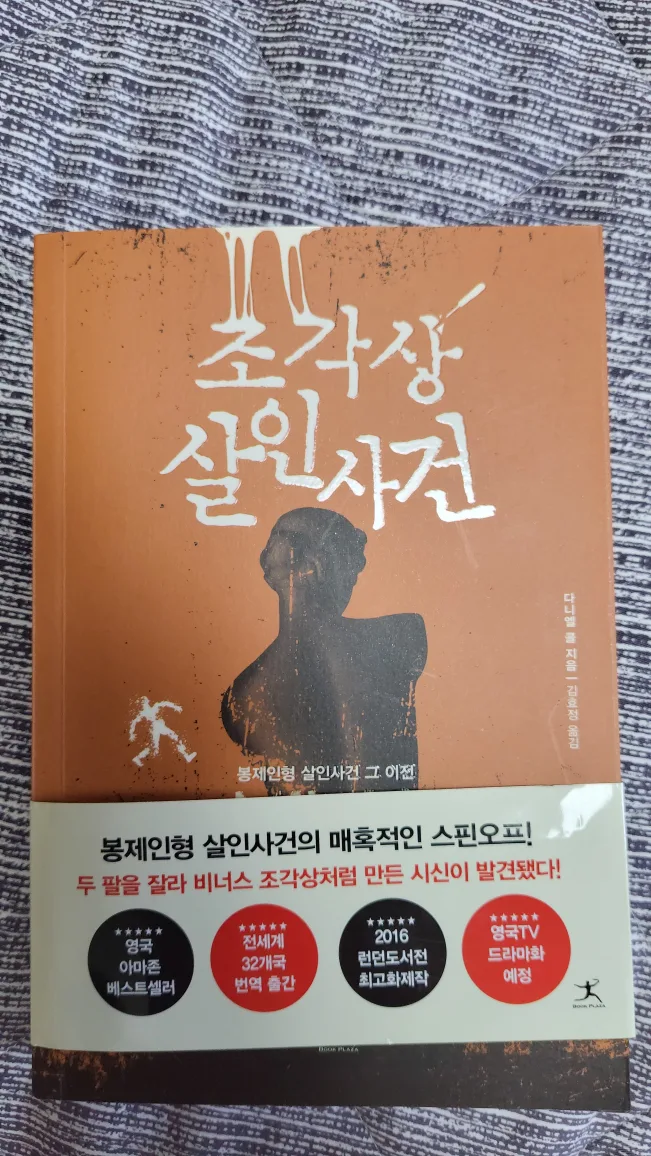 조각상
살인사건
다니엘 콜 지음 | 김효정 옮김
봉제인형 살인사건 그 이전
봉제인형 살인사건의 매혹적인 스핀오프!
두 팔을 잘라 비너스 조각상처럼 만든 시신이 발견됐다!
★★★★★
영국
아마존
베스트셀러
★★★★★
전세계
32개국
번역 출간
★★★★★
2016
런던도서전
최고화제작
★★★★★
영국TV
드라마화
예정
BOOK PLAZA
BOOK PLAZA